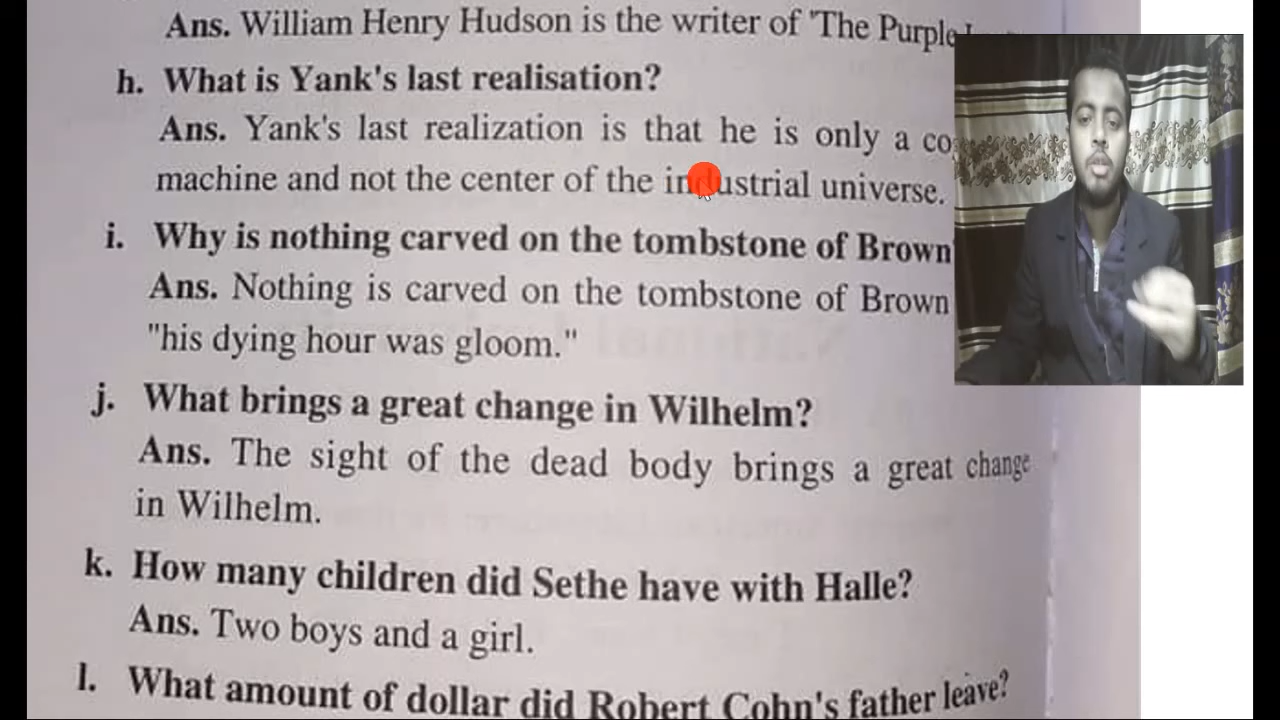 Ans. William Henry Hudson is the writer of 'The Purple
h. What is Yank's last realisation?
Ans. Yank's last realization is that he is only a
machine and not the center of the industrial universe.
i. Why is nothing carved on the tombstone of Brown
Ans. Nothing is carved on the tombstone of Brown
"his dying hour was gloom."
j. What brings a great change in Wilhelm?
Ans. The sight of the dead body brings a great change
in Wilhelm.
k. How many children did Sethe have with Halle?
Ans. Two boys and a girl.
l. What amount of dollar did Robert Cohn's father leave?